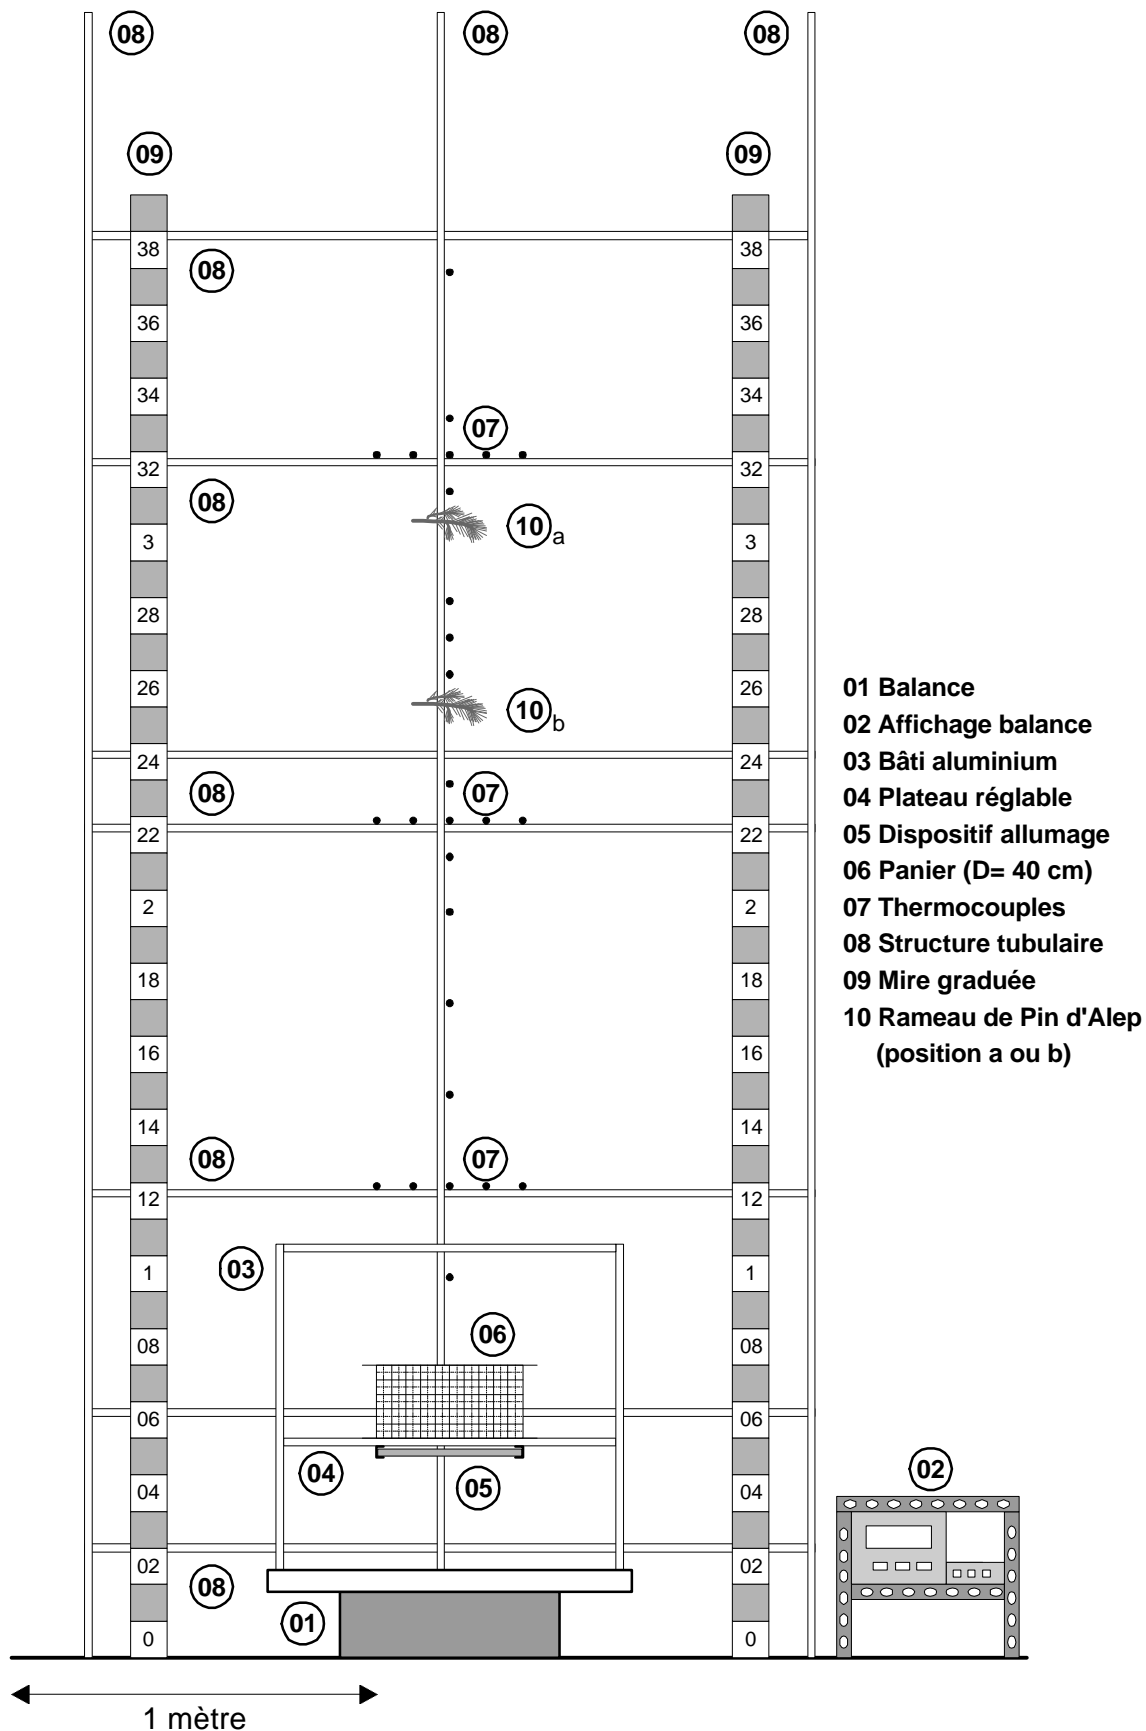 08 08 08
09 09
38 38
08
36 36
34 34
07
32 32
08
10 a
3 3
28 28
26 26
10 b
24 24
08 07
22 22
2 2
18 18
16 16
14 14
08 07
12 12
03
1 1
06
08 08
06 06
04 05 02
04 04
02 02
08
01
0 0
1 mètre
01 Balance
02 Affichage balance
03 Bâti aluminium
04 Plateau réglable
05 Dispositif allumage
06 Panier (D= 40 cm)
07 Thermocouples
08 Structure tubulaire
09 Mire graduée
10 Rameau de Pin d'Alep
(position a ou b)